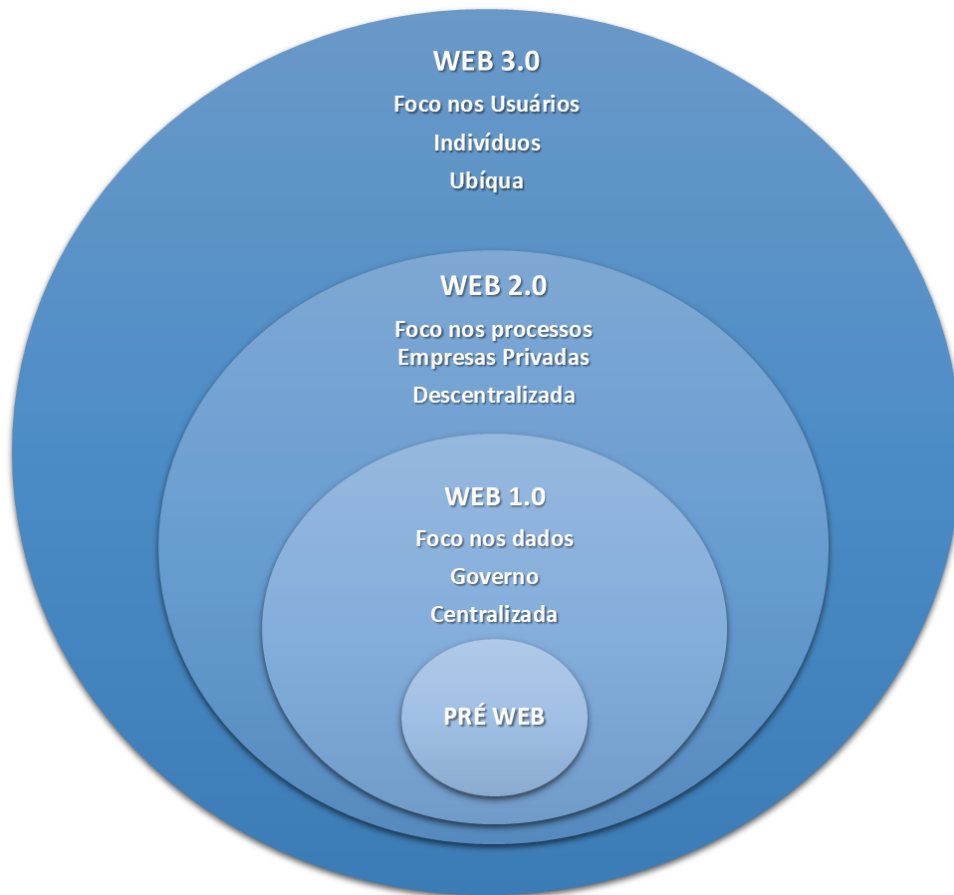 WEB 3.0
Foco nos Usuários
Indivíduos
Ubíqua
WEB 2.0
Foco nos processos
Empresas Privadas
Descentralizada
WEB 1.0
Foco nos dados
Governo
Centralizada
PRÉ WEB